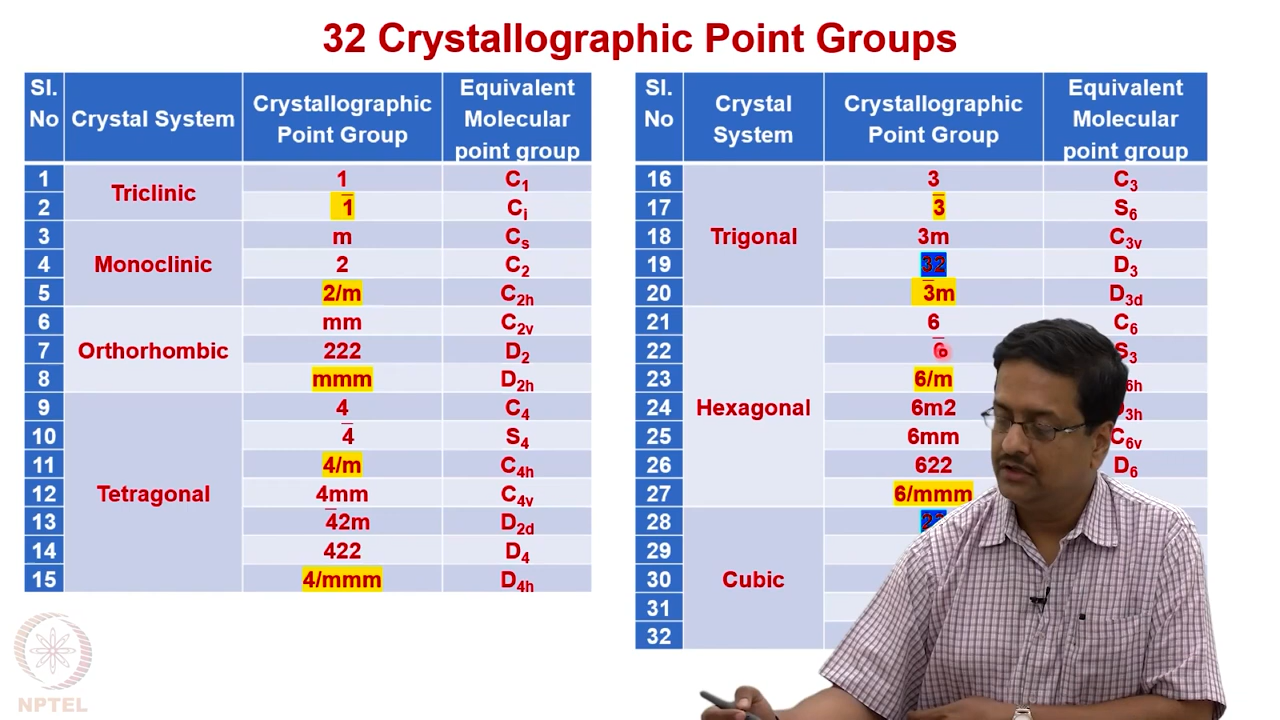 32 Crystallographic Point Groups
Sl. No Crystal System Crystallographic Point Group Equivalent Molecular point group
1 Triclinic 1 C₁
2 1̅ Cᵢ
3 Monoclinic m Cₛ
4 2 C₂
5 2/m C₂ₕ
6 Orthorhombic mm C₂ᵥ
7 222 D₂
8 mmm D₂ₕ
9 Tetragonal 4 C₄
10 4̅ S₄
11 4/m C₄ₕ
12 4mm C₄ᵥ
13 4̅2m D₂d
14 422 D₄
15 4/mmm D₄ₕ
Sl. No Crystal System Crystallographic Point Group Equivalent Molecular point group
16 Trigonal 3 C₃
17 3̅ S₆
18 3m C₃ᵥ
19 32 D₃
20 3̅m D₃d
21 Hexagonal 6 C₆
22 6̅ S₃
23 6/m
24 6m2 D₃ₕ
25 6mm C₆ᵥ
26 622 D₆
27 6/mmm
28 Cubic
29
30
31
32
NPTEL